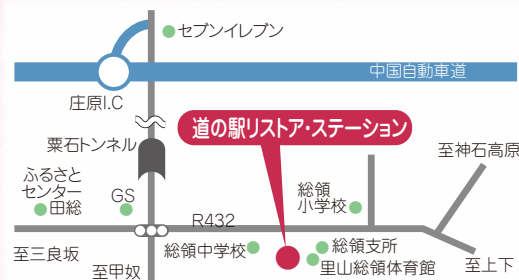 セブンイレブン
中国自動車道
庄原I.C
道の駅リストア・ステーション
粟石トンネル
至神石高原
ふるさと
センター
田総
GS
総領
小学校
R432
総領中学校
総領支所
里山総領体育館
至三良坂
至甲奴
至上下